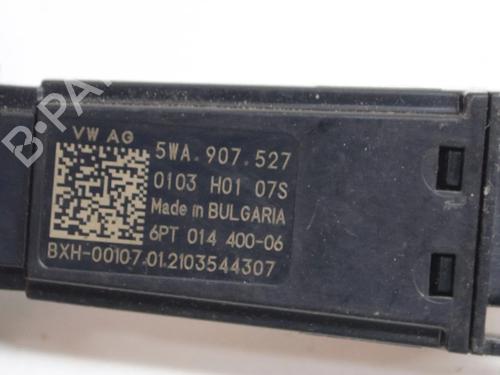 B-PARTS
VW AG
5WA.907.527
0103 H01 07S
Made in BULGARIA
6PT 014 400-06
BXH-00107.01.2103544307